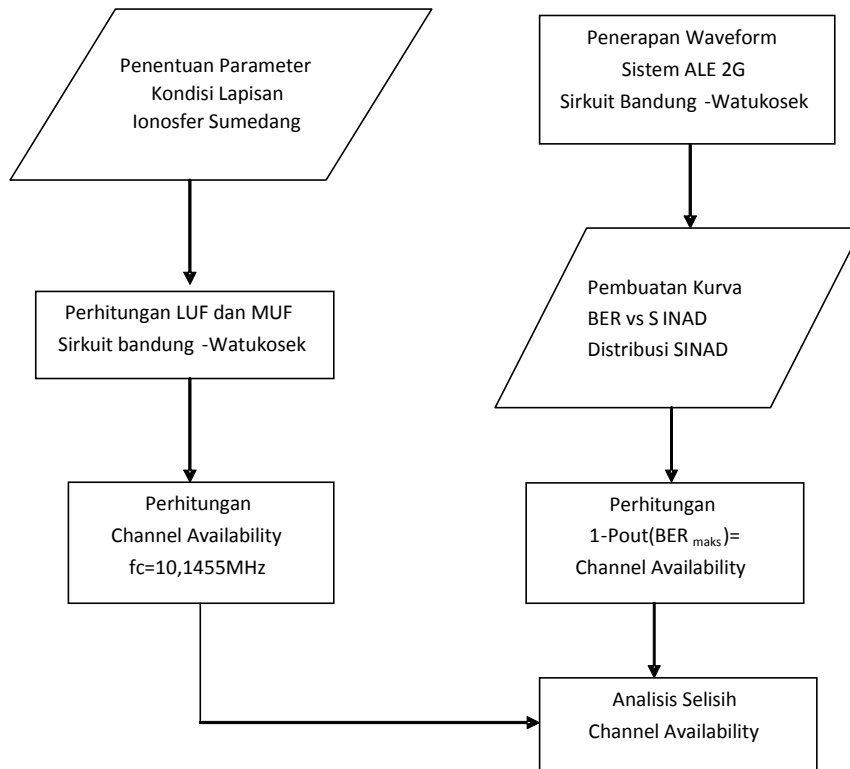 Penentuan Parameter
Kondisi Lapisan
Ionosfer Sumedang
Perhitungan LUF dan MUF
Sirkuit bandung -Watukosek
Perhitungan
Channel Availability
fc=10,1455MHz
Penerapan Waveform
Sistem ALE 2G
Sirkuit Bandung -Watukosek
Pembuatan Kurva
BER vs S INAD
Distribusi SINAD
Perhitungan
1-Pout(BER maks)=
Channel Availability
Analisis Selisih
Channel Availability